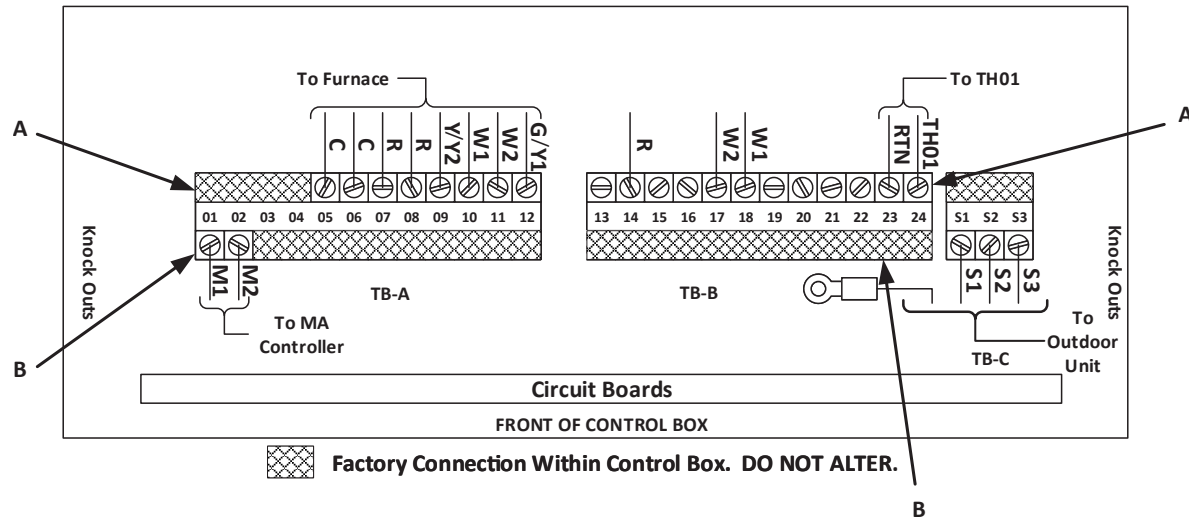 To Furnace
To TH01
A
A
C
C
R
R
Y/Y2
W1
W2
G/Y1
R
W2
W1
RTN
TH01
01 02 03 04 05 06 07 08 09 10 11 12
13 14 15 16 17 18 19 20 21 22 23 24
S1 S2 S3
Knock Outs
Knock Outs
M1
M2
S1
S2
S3
TB-A
TB-B
To MA
Controller
To
Outdoor
Unit
TB-C
B
Circuit Boards
FRONT OF CONTROL BOX
Factory Connection Within Control Box. DO NOT ALTER.
B